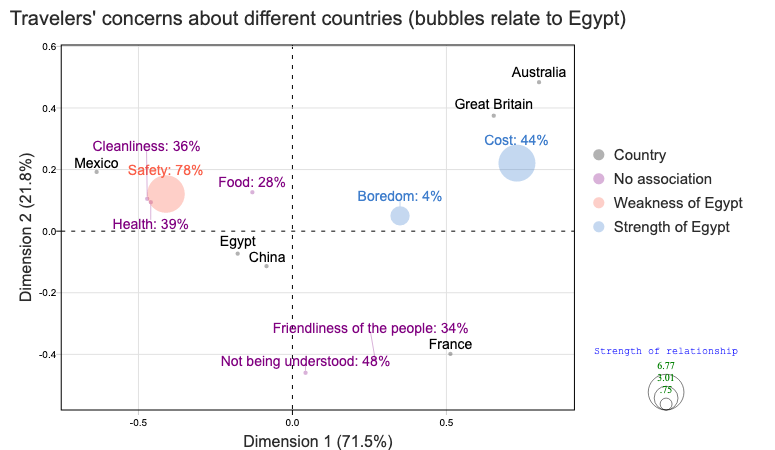 Travelers' concerns about different countries (bubbles relate to Egypt)
0.6
0.4
0.2
0.0
-0.2
-0.4
Dimension 2 (21.8%)
Australia
Great Britain
Cost: 44%
Cleanliness: 36%
Mexico
Safety: 78%
Food: 28%
Boredom: 4%
Health: 39%
Egypt
China
Friendliness of the people: 34%
France
Not being understood: 48%
-0.5
0.0
0.5
Dimension 1 (71.5%)
Country
No association
Weakness of Egypt
Strength of Egypt
Strength of relationship
6.77
3.01
.75